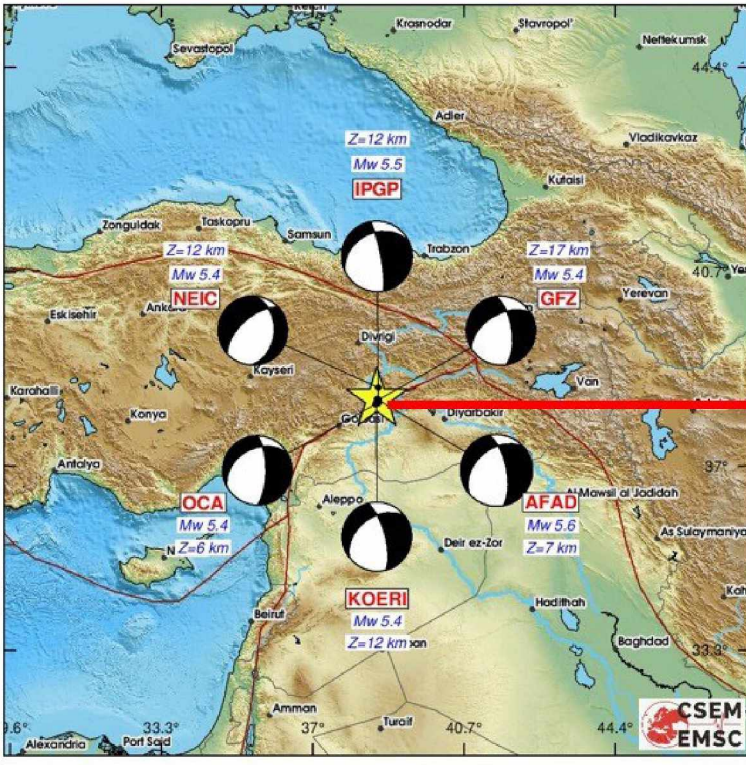 Krasnodar
Stavropol'
Neftekumsk
Sevastopol
44.4°
Adler
Vladikavkaz
Z=12 km
Mw 5.5
IPGP
Kutaisi
Zonguldak
Taskopru
Samsun
Trabzon
Z=12 km
Mw 5.4
NEIC
Z=17 km
Mw 5.4
GFZ
40.7°
Yerevan
Eskisehir
Divrigi
Kayseri
Van
Karahalli
Konya
Diyarbakir
Antalya
37°
OCA
Mw 5.4
Z=6 km
Aleppo
AFAD
Mw 5.6
Z=7 km
Al Mawsil al Jadidah
As Sulaymaniya
Deir ez-Zor
KOERI
Mw 5.4
Z=12 km
Hadithah
Beirut
Baghdad
33.3°
Amman
Turaif
CSEM
EMSC
33.3°
37°
40.7°
44.4°
Alexandria
Port Said